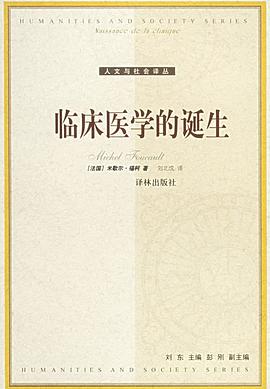 HUMANITIES AND SOCIETY SERIES
Naissance de la clinique
人文与社会译丛
临床医学的诞生
Michel Foucault
[法国] 米歇尔·福柯 著 刘北成 译
译林出版社
刘 东 主编 彭 刚 副主编
HUMANITIES AND SOCIETY SERIES